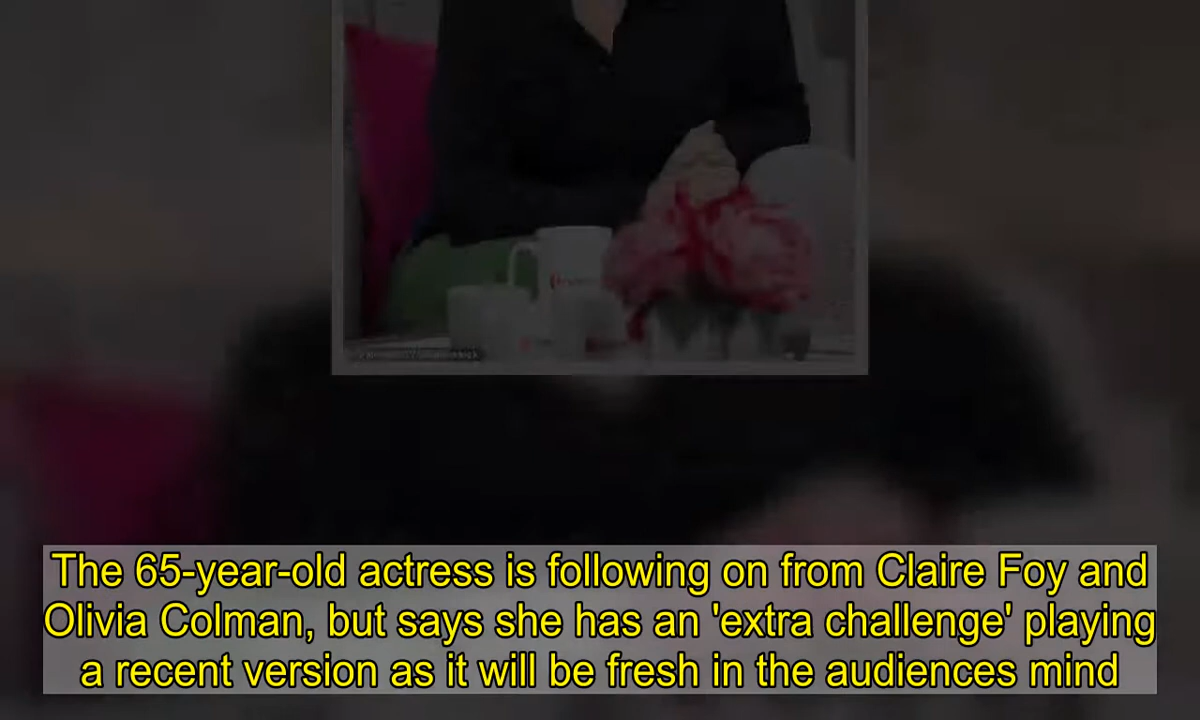 The 65-year-old actress is following on from Claire Foy and
Olivia Colman, but says she has an 'extra challenge' playing
a recent version as it will be fresh in the audiences mind